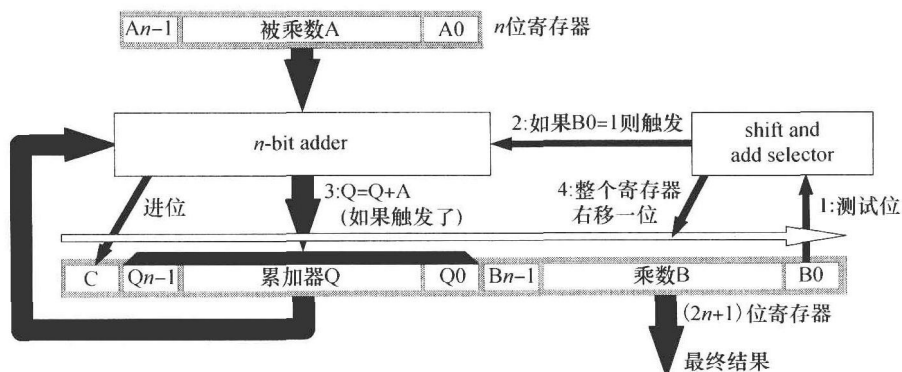 An−1 被乘数A A0 n位寄存器
2:如果B0=1则触发
n-bit adder
shift and
add selector
3:Q=Q+A
(如果触发了)
4:整个寄存器
右移一位
1:测试位
进位
C Qn−1 累加器Q Q0 Bn−1 乘数B B0
(2n+1)位寄存器
最终结果